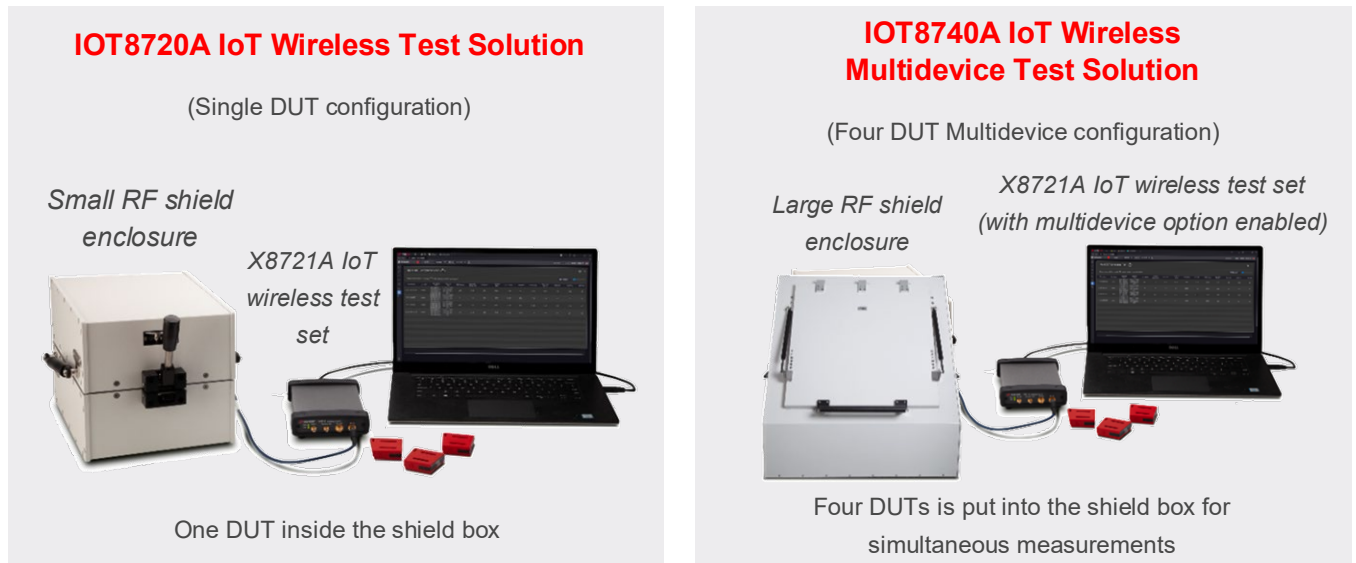 IOT8720A IoT Wireless Test Solution
(Single DUT configuration)
Small RF shield
enclosure
X8721A IoT
wireless test
set
One DUT inside the shield box
IOT8740A IoT Wireless
Multidevice Test Solution
(Four DUT Multidevice configuration)
Large RF shield
enclosure
X8721A IoT wireless test set
(with multidevice option enabled)
Four DUTs is put into the shield box for
simultaneous measurements